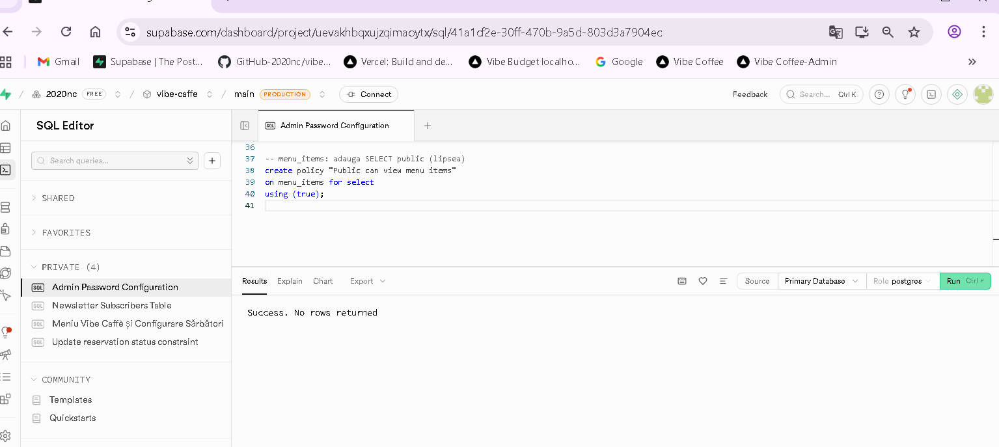 supabase.com/dashboard/project/uevakhbqxujzqimaoytx/sql/41a1cf2e-30ff-470b-9a5d-803d3a7904ec
Gmail Supabase | The Post... GitHub-2020nc/vibe... Vercel: Build and de... Vibe Budget localho... Google Vibe Coffee Vibe Coffee-Admin
/ 2020nc FREE / vibe-caffe / main PRODUCTION Connect Feedback Search... Ctrl K
SQL Editor
SQL Admin Password Configuration
Search queries...
SHARED
FAVORITES
PRIVATE (4)
SQL Admin Password Configuration
SQL Newsletter Subscribers Table
SQL Meniu Vibe Caffè și Configurare Sărbători
SQL Update reservation status constraint
COMMUNITY
Templates
Quickstarts
36
37 -- menu_items: adauga SELECT public (lipsea)
38 create policy "Public can view menu items"
39 on menu_items for select
40 using (true);
41
Results Explain Chart Export Source Primary Database Role postgres Run Ctrl ↵
Success. No rows returned